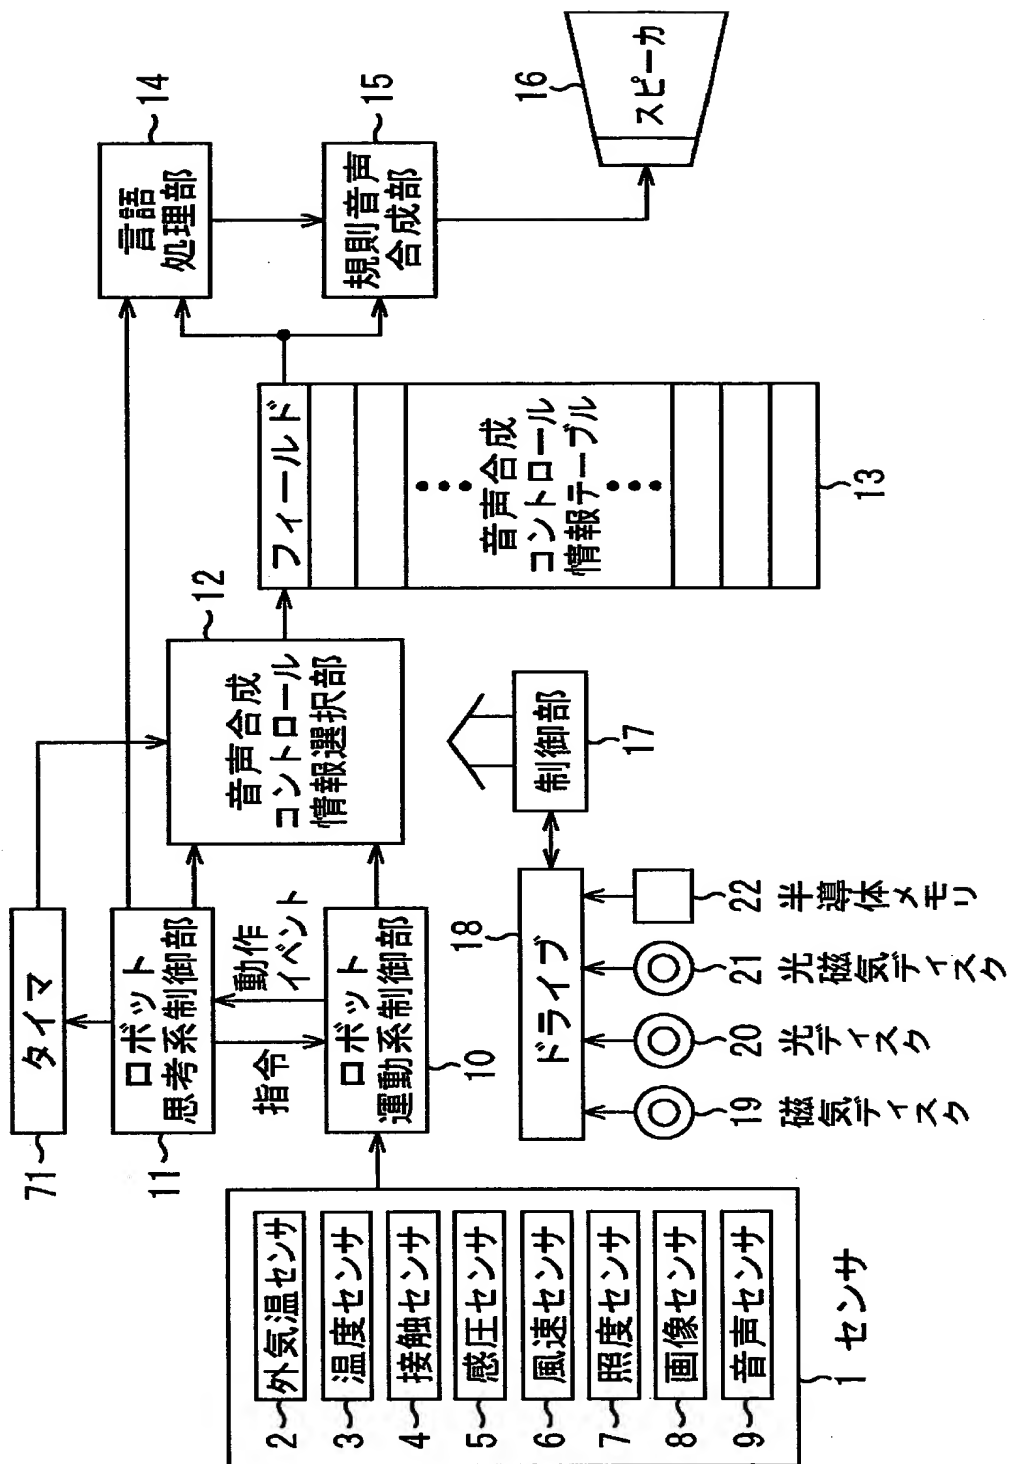 71
タイマ
11
ロボット
思考系制御部
指令
動作
イベント
ロボット
運動系制御部
10
2
外気温センサ
3
温度センサ
4
接触センサ
5
感圧センサ
6
風速センサ
7
照度センサ
8
画像センサ
9
音声センサ
1 センサ
12
音声合成
コントロール
情報選択部
フィールド
音声合成
コントロール
情報テーブル
13
14
言語
処理部
15
規則音声
合成部
16
スピーカ
制御部
17
18
ドライブ
19 磁気ディスク
20 光ディスク
21 光磁気ディスク
22 半導体メモリ